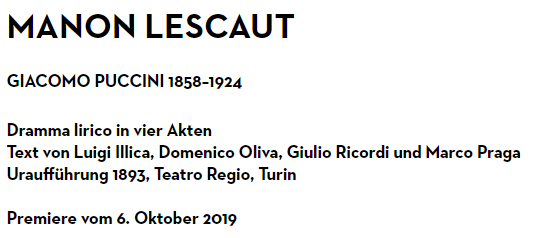 MANON LESCAUT
GIACOMO PUCCINI 1858–1924
Dramma lirico in vier Akten
Text von Luigi Illica, Domenico Oliva, Giulio Ricordi und Marco Praga
Uraufführung 1893, Teatro Regio, Turin
Premiere vom 6. Oktober 2019